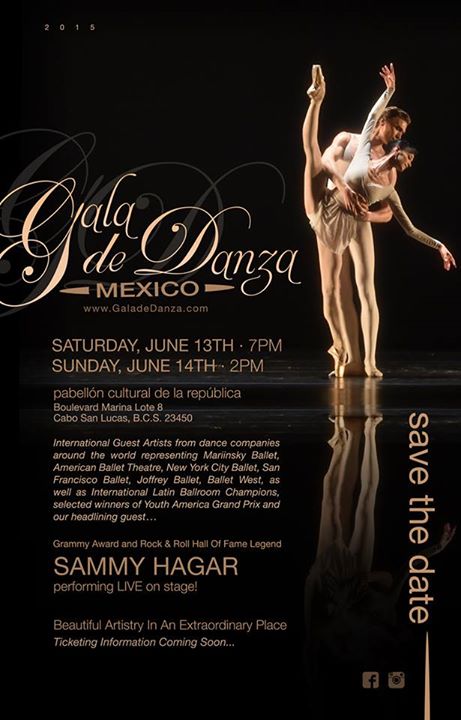 2015
Gala
de Danza
MEXICO
www.GaladeDanza.com
SATURDAY, JUNE 13TH · 7PM
SUNDAY, JUNE 14TH · 2PM
pabellón cultural de la república
Boulevard Marina Lote 8
Cabo San Lucas, B.C.S. 23450
International Guest Artists from dance companies
around the world representing Mariinsky Ballet,
American Ballet Theatre, New York City Ballet, San
Francisco Ballet, Joffrey Ballet, Ballet West, as
well as International Latin Ballroom Champions,
selected winners of Youth America Grand Prix and
our headlining guest...
Grammy Award and Rock & Roll Hall Of Fame Legend
SAMMY HAGAR
performing LIVE on stage!
Beautiful Artistry In An Extraordinary Place
Ticketing Information Coming Soon...
save the date